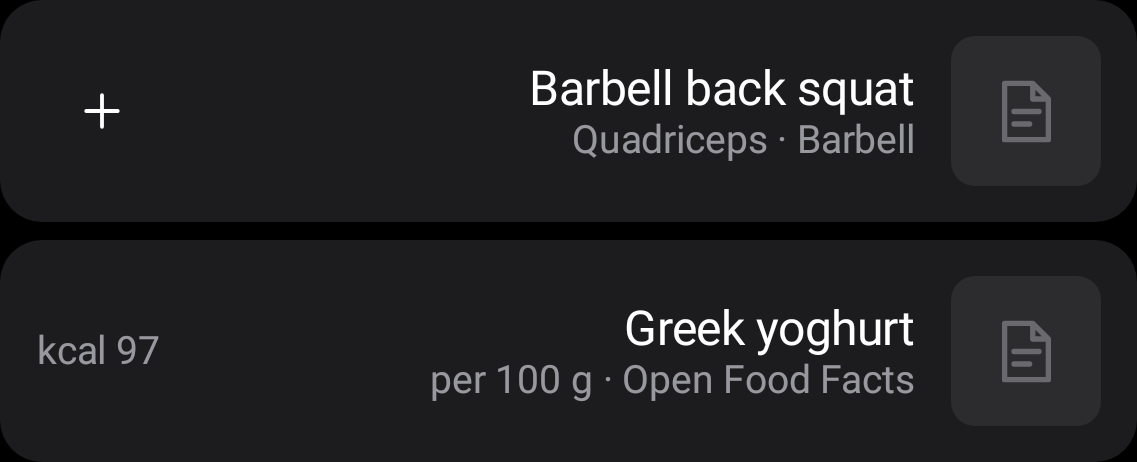 Barbell back squat
Quadriceps · Barbell
Greek yoghurt
per 100 g · Open Food Facts
kcal 97